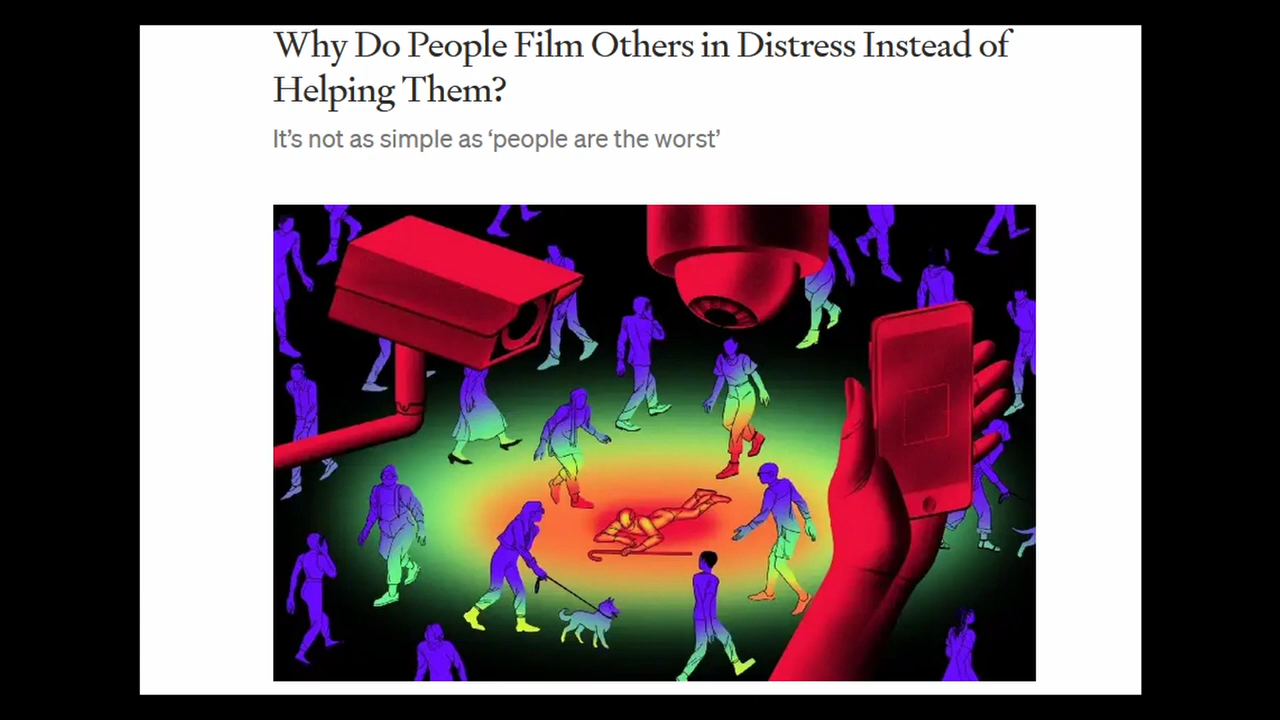 Why Do People Film Others in Distress Instead of
Helping Them?
It’s not as simple as ‘people are the worst’